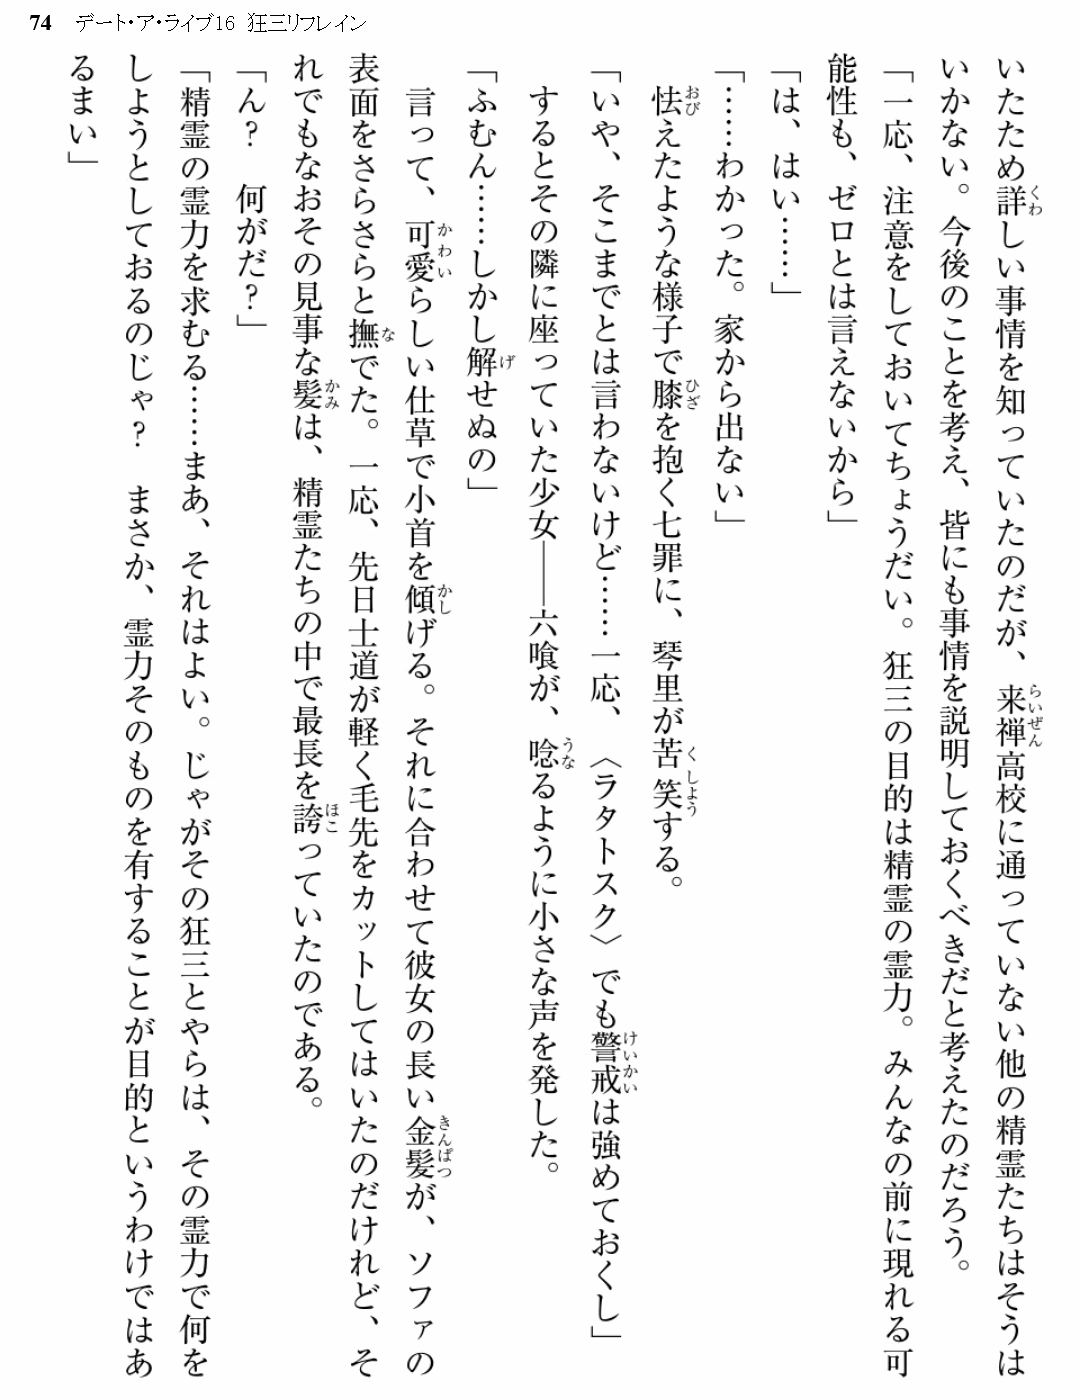 74 デート・ア・ライブ16 狂三リフレイン
いたため詳しい事情を知っていたのだが、来禅高校に通っていない他の精霊たちはそうは
いかない。今後のことを考え、皆にも事情を説明しておくべきだと考えたのだろう。
「一応、注意をしておいてちょうだい。狂三の目的は精霊の霊力。みんなの前に現れる可
能性も、ゼロとは言えないから」
「は、はい……」
「……わかった。家から出ない」
怯えたような様子で膝を抱く七罪に、琴里が苦笑する。
「いや、そこまでとは言わないけど……一応、〈ラタトスク〉でも警戒は強めておくし」
するとその隣に座っていた少女――六喰が、唸るように小さな声を発した。
「ふむん……しかし解せぬの」
言って、可愛らしい仕草で小首を傾げる。それに合わせて彼女の長い金髪が、ソファの
表面をさらさらと撫でた。一応、先日士道が軽く毛先をカットしてはいたのだけれど、そ
れでもなおその見事な髪は、精霊たちの中で最長を誇っていたのである。
「ん？　何がだ？」
「精霊の霊力を求むる……まあ、それはよい。じゃがその狂三とやらは、その霊力で何を
しようとしておるのじゃ？　まさか、霊力そのものを有することが目的というわけではあ
るまい」